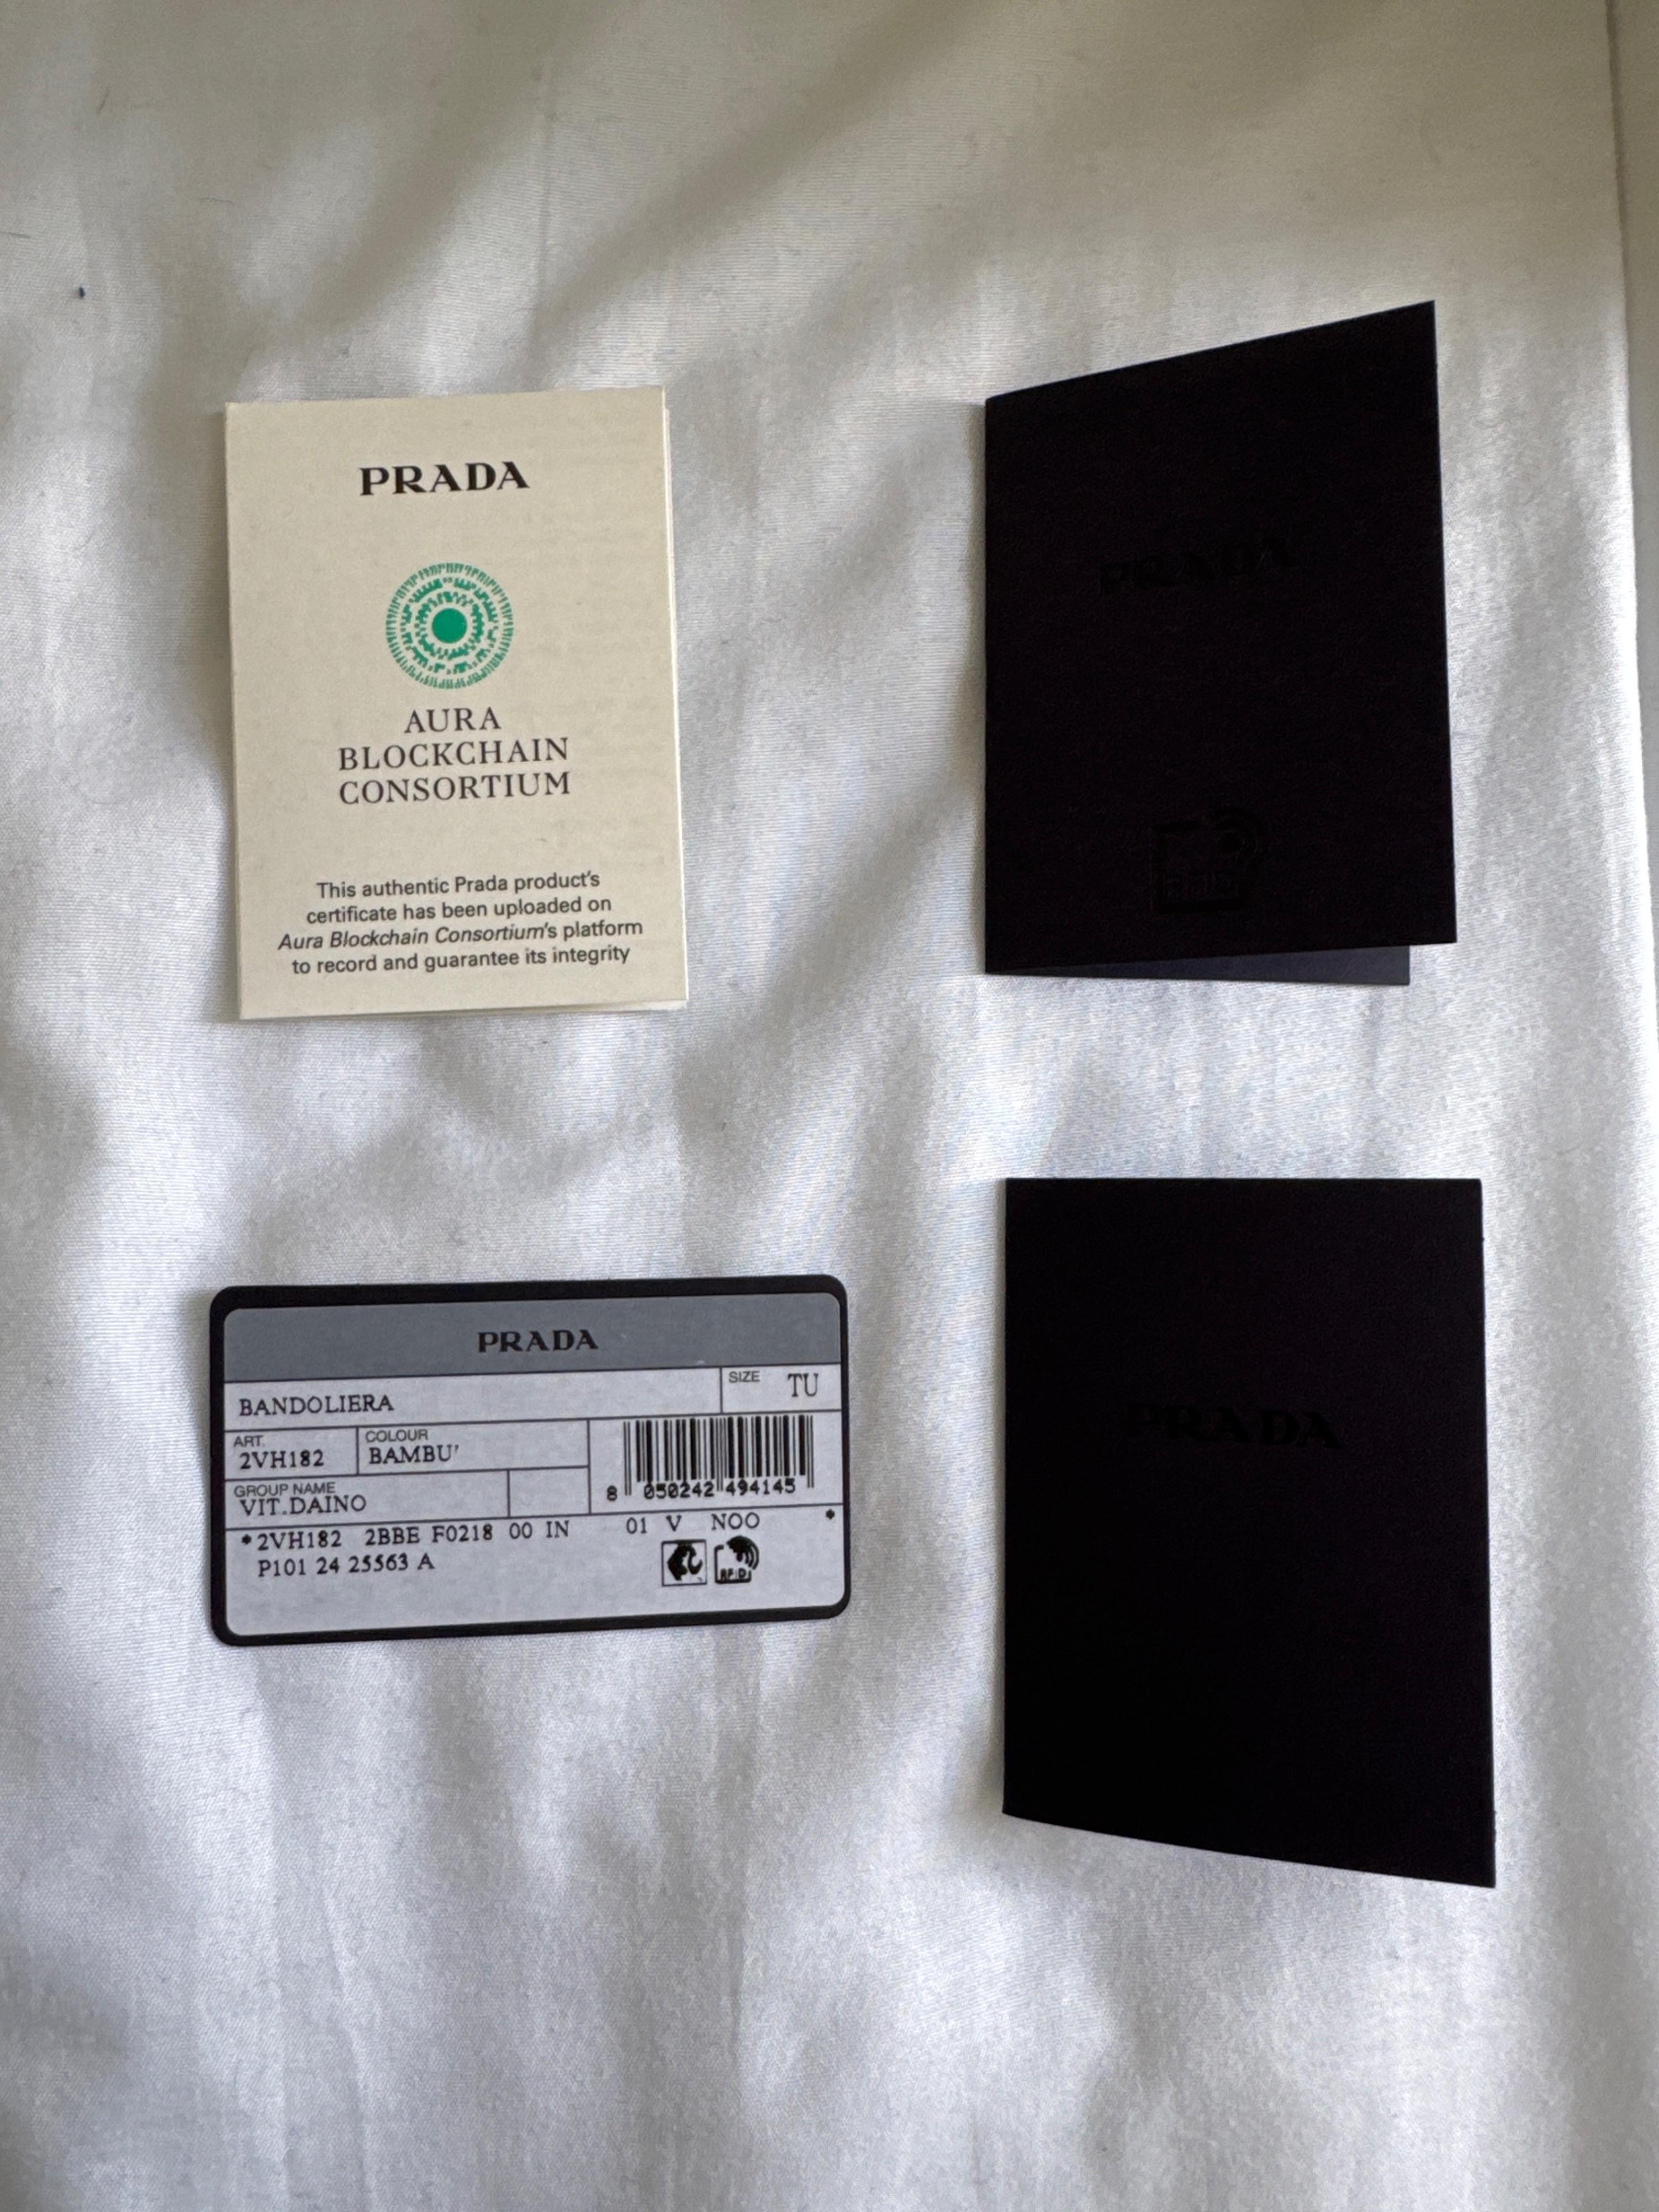 PRADA
AURA
BLOCKCHAIN
CONSORTIUM
This authentic Prada product's
certificate has been uploaded on
Aura Blockchain Consortium's platform
to record and guarantee its integrity
PRADA
RFID
PRADA
BANDOLIERA
SIZE TU
ART.
2VH182
COLOUR
BAMBU'
GROUP NAME
VIT.DAINO
8 050242 494145
*2VH182 2BBE F0218 00 IN 01 V NOO *
P101 24 25563 A
RFID
PRADA